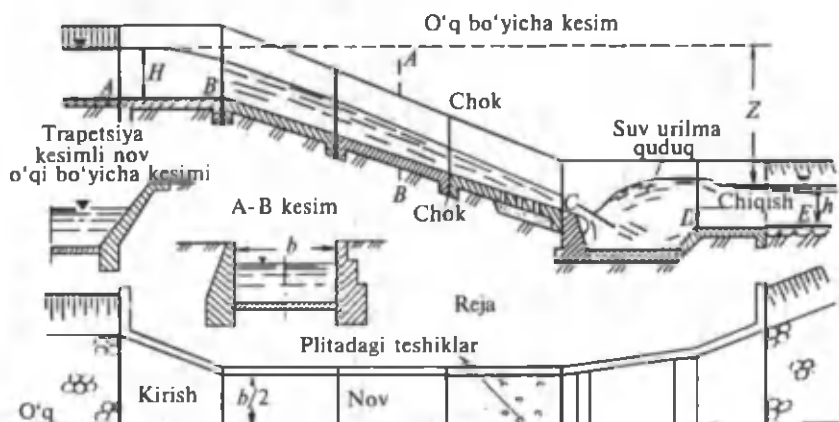 O‘q bo‘yicha kesim
A
H
A
B
Z
Chok
Suv urilma
quduq
Trapetsiya
kesimli nov
o‘qi bo‘yicha kesimi
B
C
A-B kesim
Chok
Chiqish
E
h
b
Reja
Plitadagi teshiklar
Kirish
b/2
Nov
O‘q